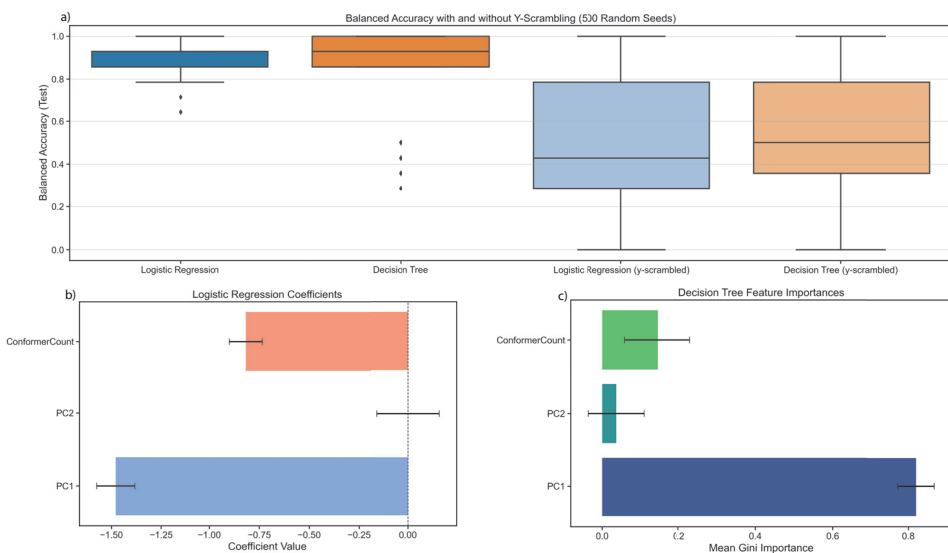 a)
Balanced Accuracy with and without Y-Scrambling (500 Random Seeds)
Balanced Accuracy (Test)
1.0
0.8
0.6
0.4
0.2
0.0
Logistic Regression
Decision Tree
Logistic Regression (y-scrambled)
Decision Tree (y-scrambled)
b)
Logistic Regression Coefficients
ConformerCount
PC2
PC1
−1.50
−1.25
−1.00
−0.75
−0.50
−0.25
0.00
Coefficient Value
c)
Decision Tree Feature Importances
ConformerCount
PC2
PC1
0.0
0.2
0.4
0.6
0.8
Mean Gini Importance